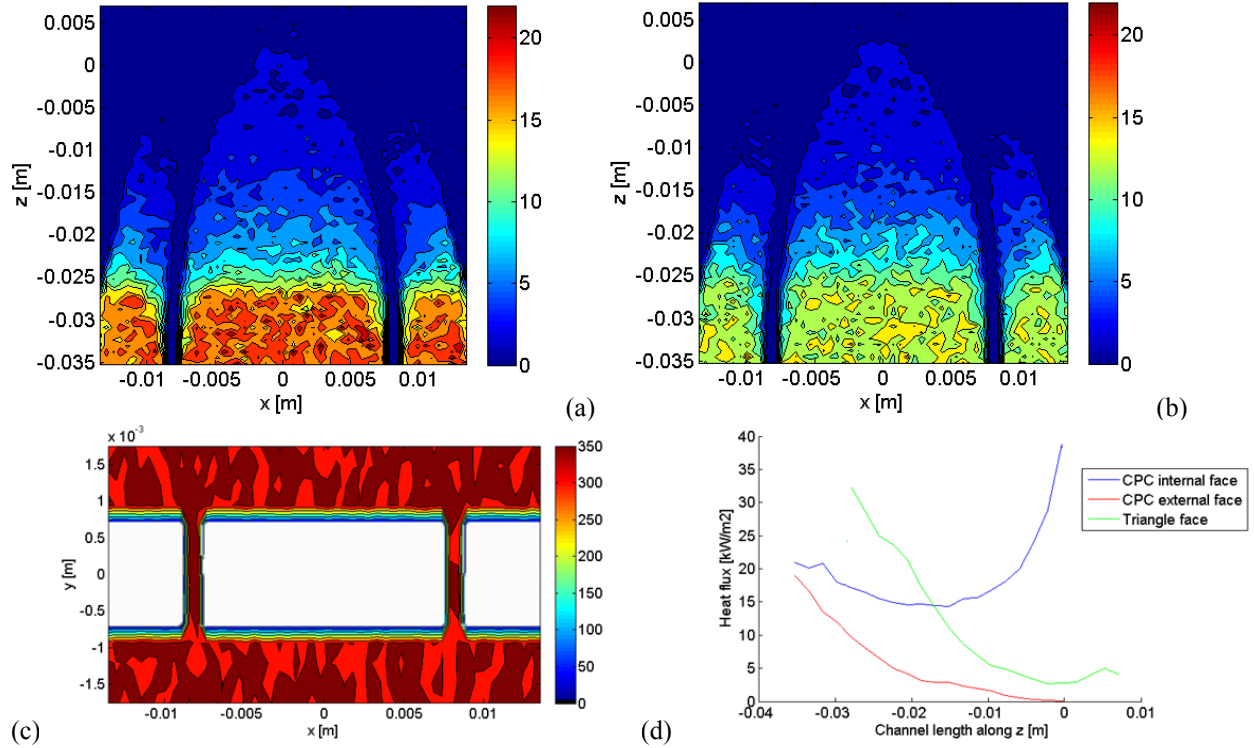 0
-0.005
-0.01
-0.015
-0.02
-0.025
-0.03
-0.035
z [m]
-0.01 -0.005 0 0.005 0.01
x [m]
20
15
10
5
0
(a)
0
-0.005
-0.01
-0.015
-0.02
-0.025
-0.03
-0.035
z [m]
-0.01 -0.005 0 0.005 0.01
x [m]
20
15
10
5
0
(b)
x 10⁻³
1.5
1
0.5
0
-0.5
-1
-1.5
y [m]
-0.01 -0.005 0 0.005 0.01
x [m]
350
300
250
200
150
100
50
0
(c)
40
35
30
25
20
15
10
5
0
Heat flux [kW/m2]
-0.04 -0.03 -0.02 -0.01 0 0.01
Channel length along z [m]
CPC internal face
CPC external face
Triangle face
(d)